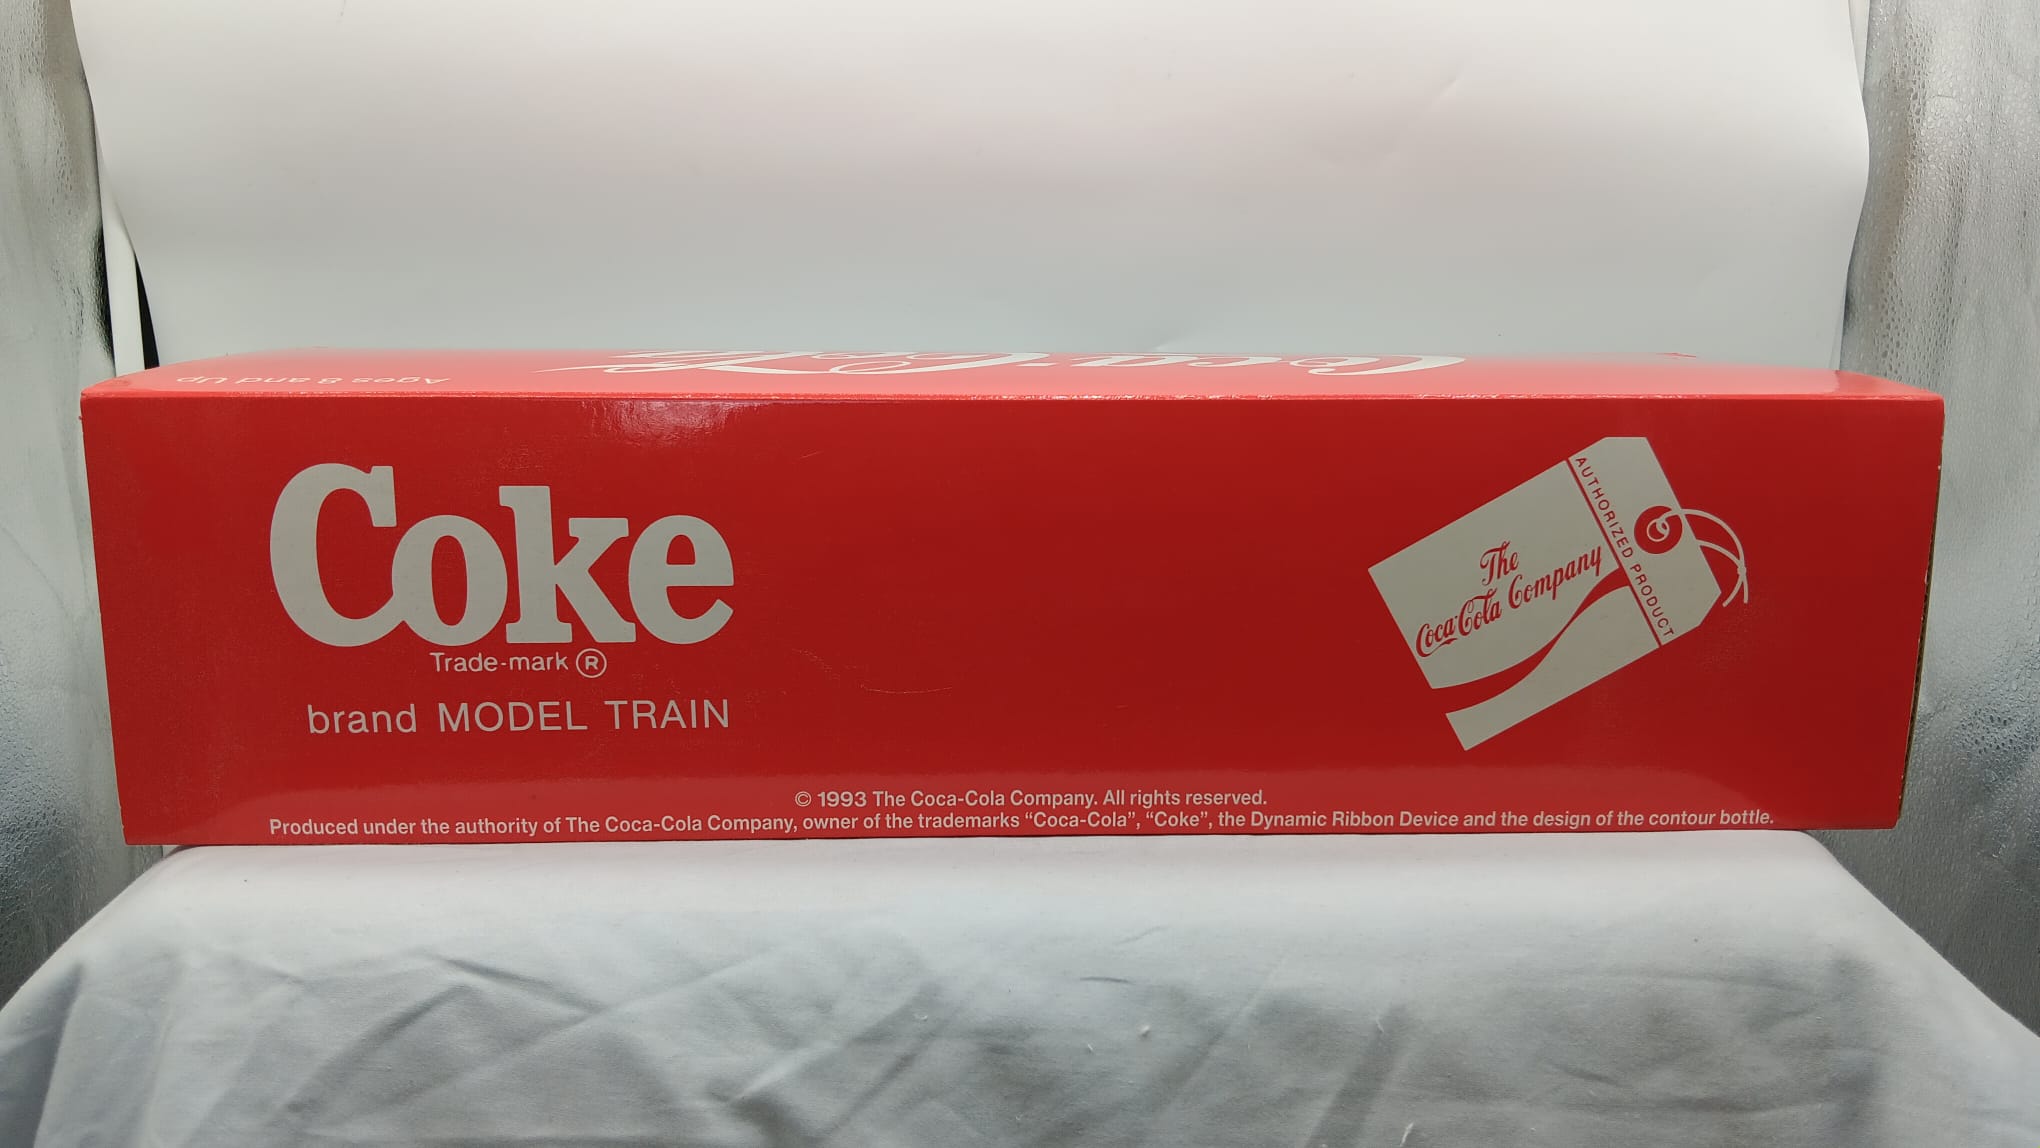 Ages 8 and Up
Coca-Cola
Coke
Trade-mark ®
brand MODEL TRAIN
AUTHORIZED PRODUCT
The
Coca-Cola Company
© 1993 The Coca-Cola Company. All rights reserved.
Produced under the authority of The Coca-Cola Company, owner of the trademarks “Coca-Cola”, “Coke”, the Dynamic Ribbon Device and the design of the contour bottle.